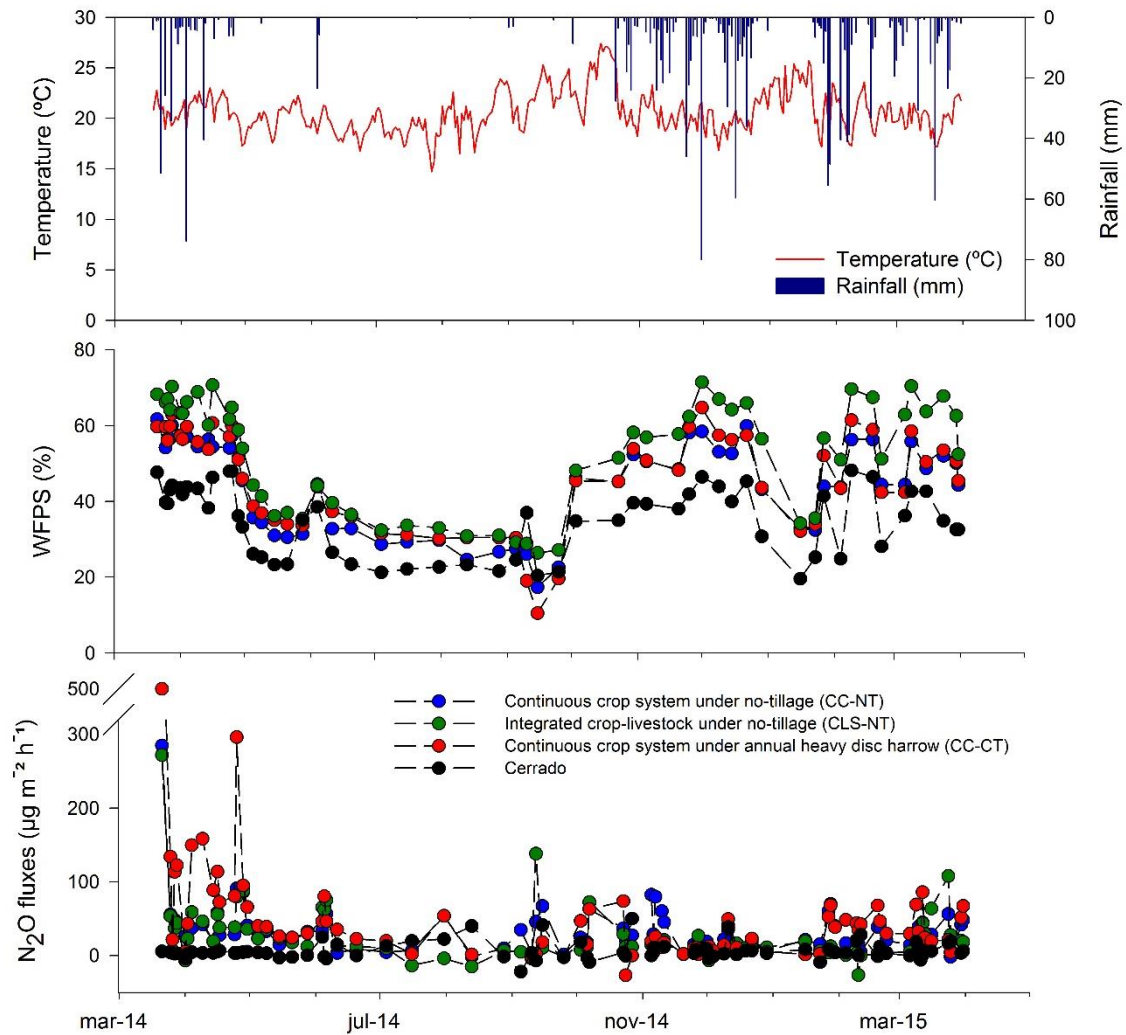 Temperature (ºC)
30
25
20
15
10
5
0
0
20
40
60
80
100
Rainfall (mm)
Temperature (ºC)
Rainfall (mm)
WFPS (%)
80
60
40
20
0
N₂O fluxes (µg m⁻² h⁻¹)
500
300
200
100
0
Continuous crop system under no-tillage (CC-NT)
Integrated crop-livestock under no-tillage (CLS-NT)
Continuous crop system under annual heavy disc harrow (CC-CT)
Cerrado
mar-14 jul-14 nov-14 mar-15